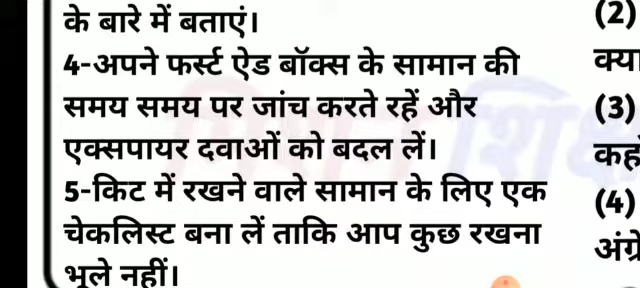 के बारे में बताएं।
4-अपने फर्स्ट ऐड बॉक्स के सामान की
समय समय पर जांच करते रहें और
एक्सपायर दवाओं को बदल लें।
5-किट में रखने वाले सामान के लिए एक
चेकलिस्ट बना लें ताकि आप कुछ रखना
भूले नहीं।
(2)
क्या
(3)
(4)